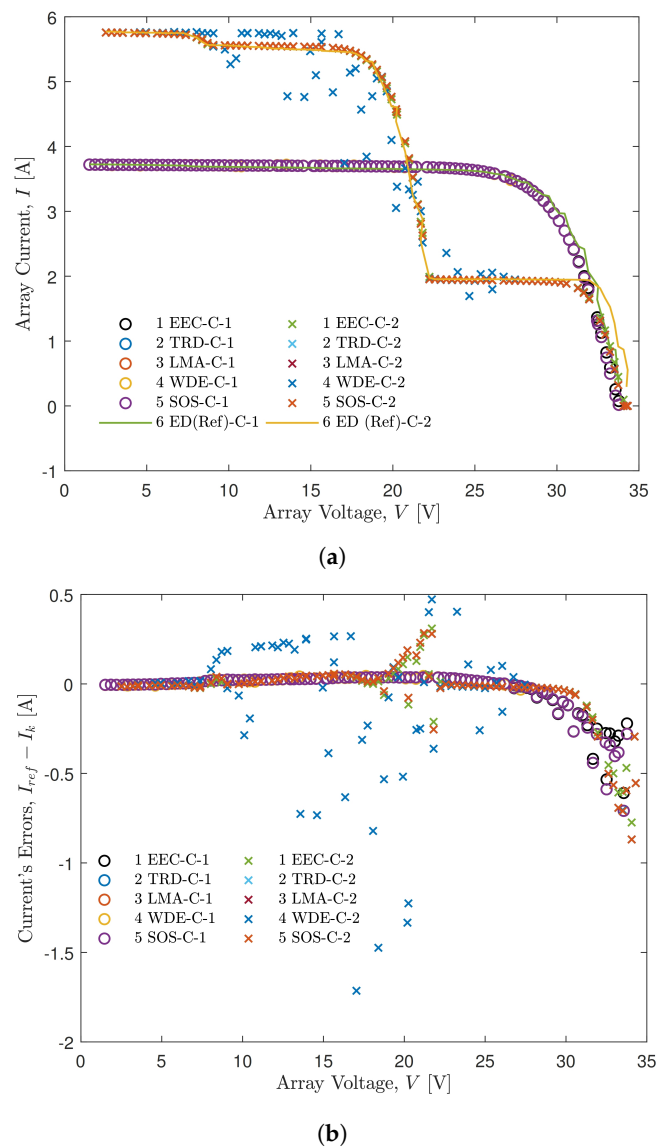 6
5
4
3
2
1
0
-1
Array Current, I [A]
1 EEC-C-1
2 TRD-C-1
3 LMA-C-1
4 WDE-C-1
5 SOS-C-1
6 ED(Ref)-C-1
1 EEC-C-2
2 TRD-C-2
3 LMA-C-2
4 WDE-C-2
5 SOS-C-2
6 ED (Ref)-C-2
0 5 10 15 20 25 30 35
Array Voltage, V [V]
(a)
0.5
0
-0.5
-1
-1.5
-2
Current's Errors, I_ref − I_k [A]
1 EEC-C-1
2 TRD-C-1
3 LMA-C-1
4 WDE-C-1
5 SOS-C-1
1 EEC-C-2
2 TRD-C-2
3 LMA-C-2
4 WDE-C-2
5 SOS-C-2
0 5 10 15 20 25 30 35
Array Voltage, V [V]
(b)